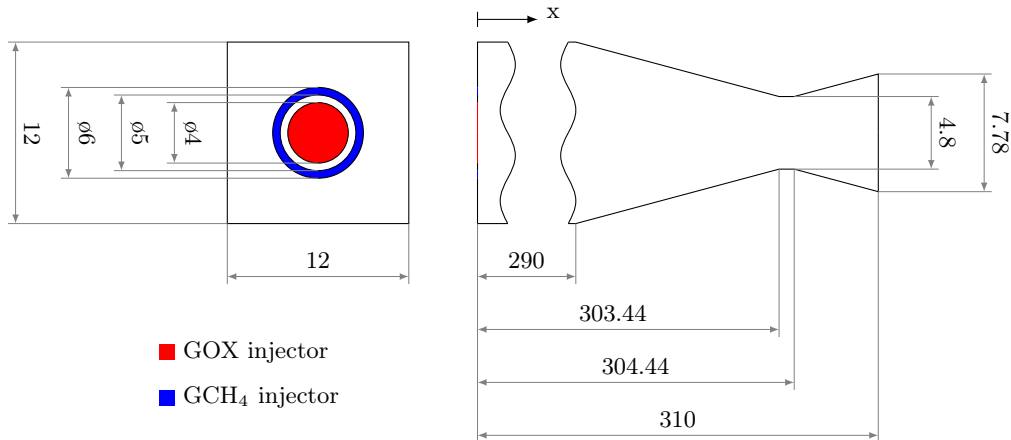 x
12
ø6
ø5
ø4
4.8
7.78
12
290
303.44
304.44
310
GOX injector
GCH₄ injector